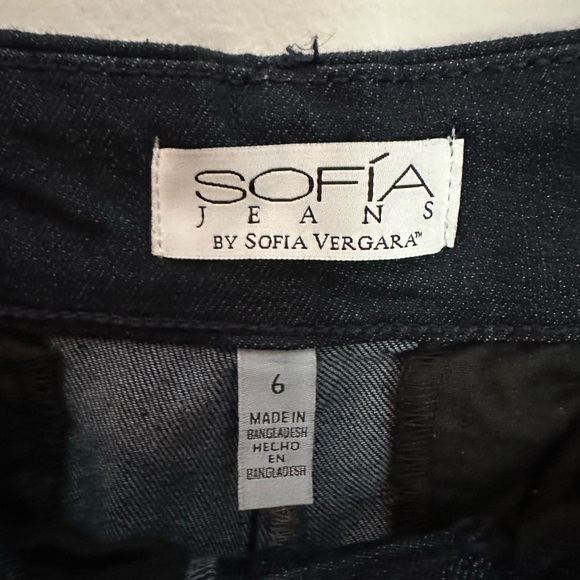 SOFÍA
JEANS
BY SOFIA VERGARA™
6
MADE IN
BANGLADESH
HECHO
EN
BANGLADESH